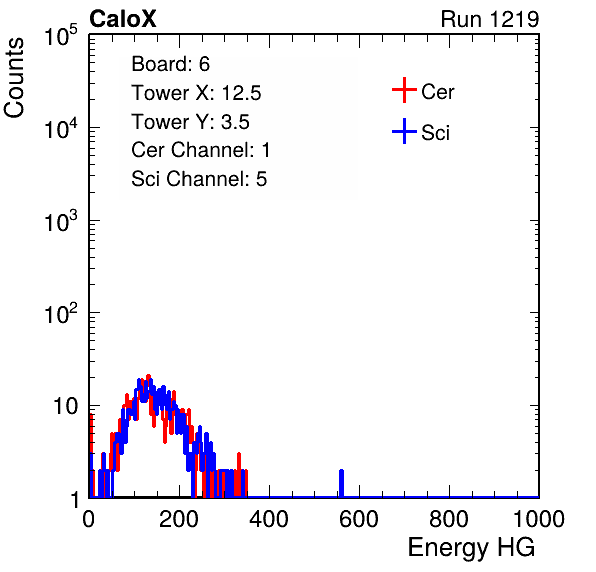 CaloX Run 1219
Counts
10^5
10^4
10^3
10^2
10
1
Board: 6
Tower X: 12.5
Tower Y: 3.5
Cer Channel: 1
Sci Channel: 5
Cer
Sci
0 200 400 600 800 1000
Energy HG